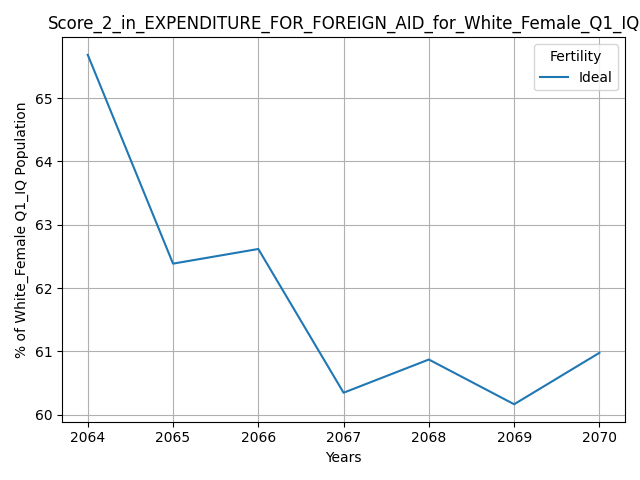 Score_2_in_EXPENDITURE_FOR_FOREIGN_AID_for_White_Female_Q1_IQ
Fertility
Ideal
% of White_Female Q1_IQ Population
65
64
63
62
61
60
2064 2065 2066 2067 2068 2069 2070
Years